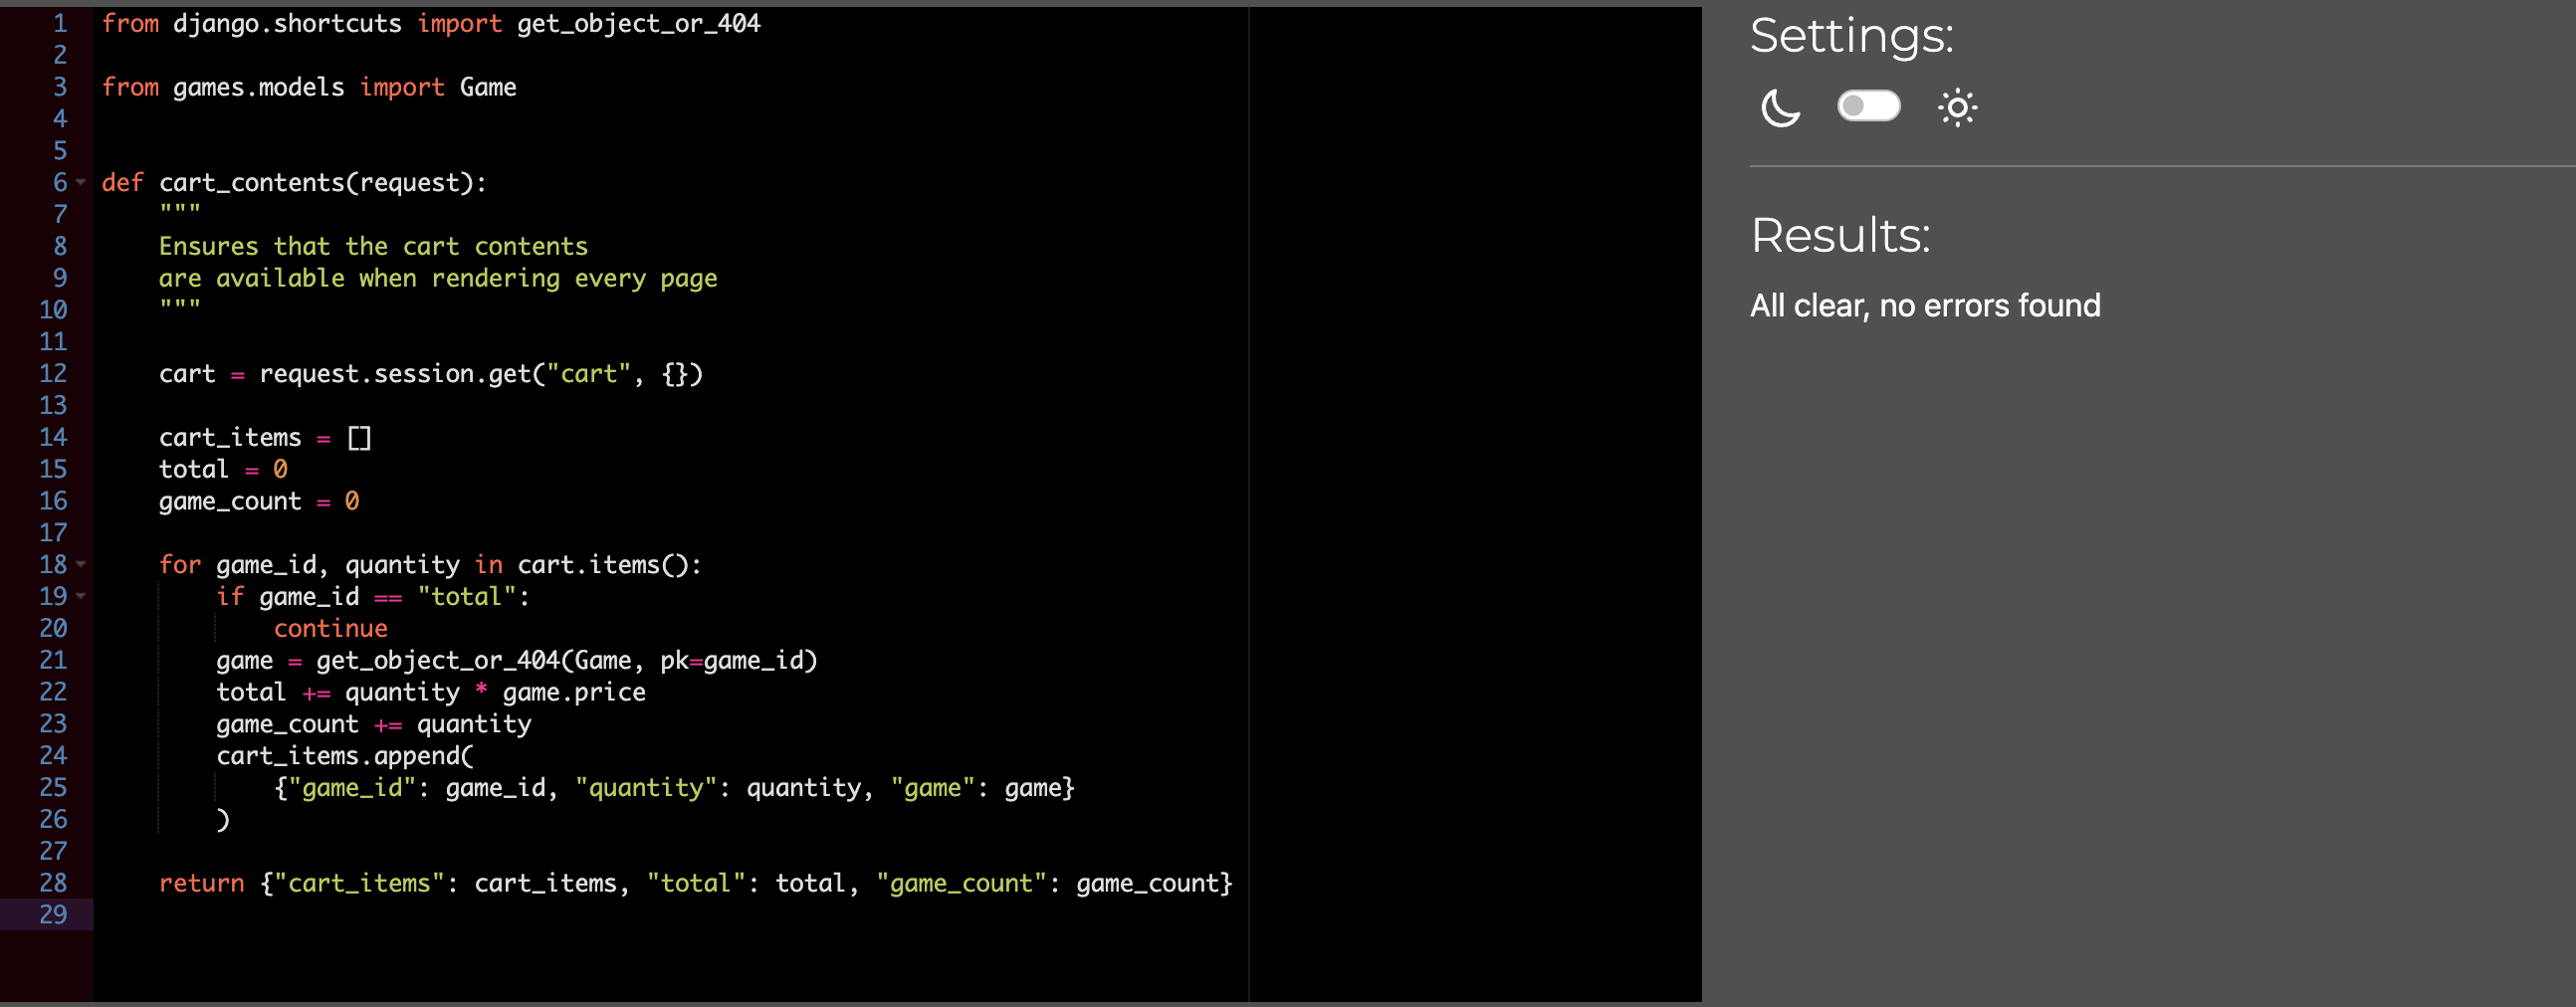 1 from django.shortcuts import get_object_or_404
2
3 from games.models import Game
4
5
6 def cart_contents(request):
7     """
8     Ensures that the cart contents
9     are available when rendering every page
10     """
11
12     cart = request.session.get("cart", {})
13
14     cart_items = []
15     total = 0
16     game_count = 0
17
18     for game_id, quantity in cart.items():
19         if game_id == "total":
20             continue
21         game = get_object_or_404(Game, pk=game_id)
22         total += quantity * game.price
23         game_count += quantity
24         cart_items.append(
25             {"game_id": game_id, "quantity": quantity, "game": game}
26         )
27
28     return {"cart_items": cart_items, "total": total, "game_count": game_count}
29
Settings:
Results:
All clear, no errors found